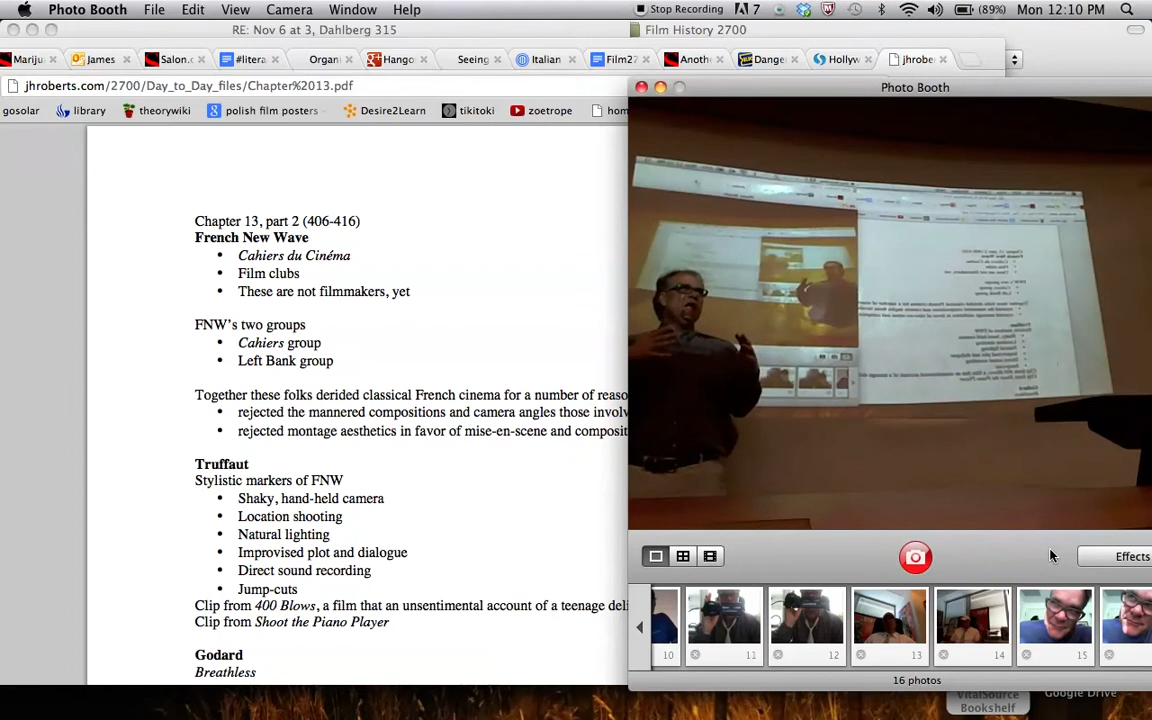 Photo Booth File Edit View Camera Window Help
Stop Recording 7 (89%) Mon 12:10 PM
RE: Nov 6 at 3, Dahlberg 315
Film History 2700
Mariju James Salon.c #litera Organi Hango Seeing Italian Film27 Anoth Dange Hollyw jhrobe
jhroberts.com/2700/Day_to_Day_files/Chapter%2013.pdf
gosolar library theorywiki polish film posters Desire2Learn tikitoki zoetrope hom
Photo Booth
Chapter 13, part 2 (406-416)
French New Wave
• Cahiers du Cinéma
• Film clubs
• These are not filmmakers, yet
FNW's two groups
• Cahiers group
• Left Bank group
Together these folks derided classical French cinema for a number of reaso
• rejected the mannered compositions and camera angles those involv
• rejected montage aesthetics in favor of mise-en-scene and composit
Truffaut
Stylistic markers of FNW
• Shaky, hand-held camera
• Location shooting
• Natural lighting
• Improvised plot and dialogue
• Direct sound recording
• Jump-cuts
Clip from 400 Blows, a film that an unsentimental account of a teenage deli
Clip from Shoot the Piano Player
Godard
Breathless
Effects
10 11 12 13 14 15
16 photos
VitalSource
Bookshelf
Google Drive